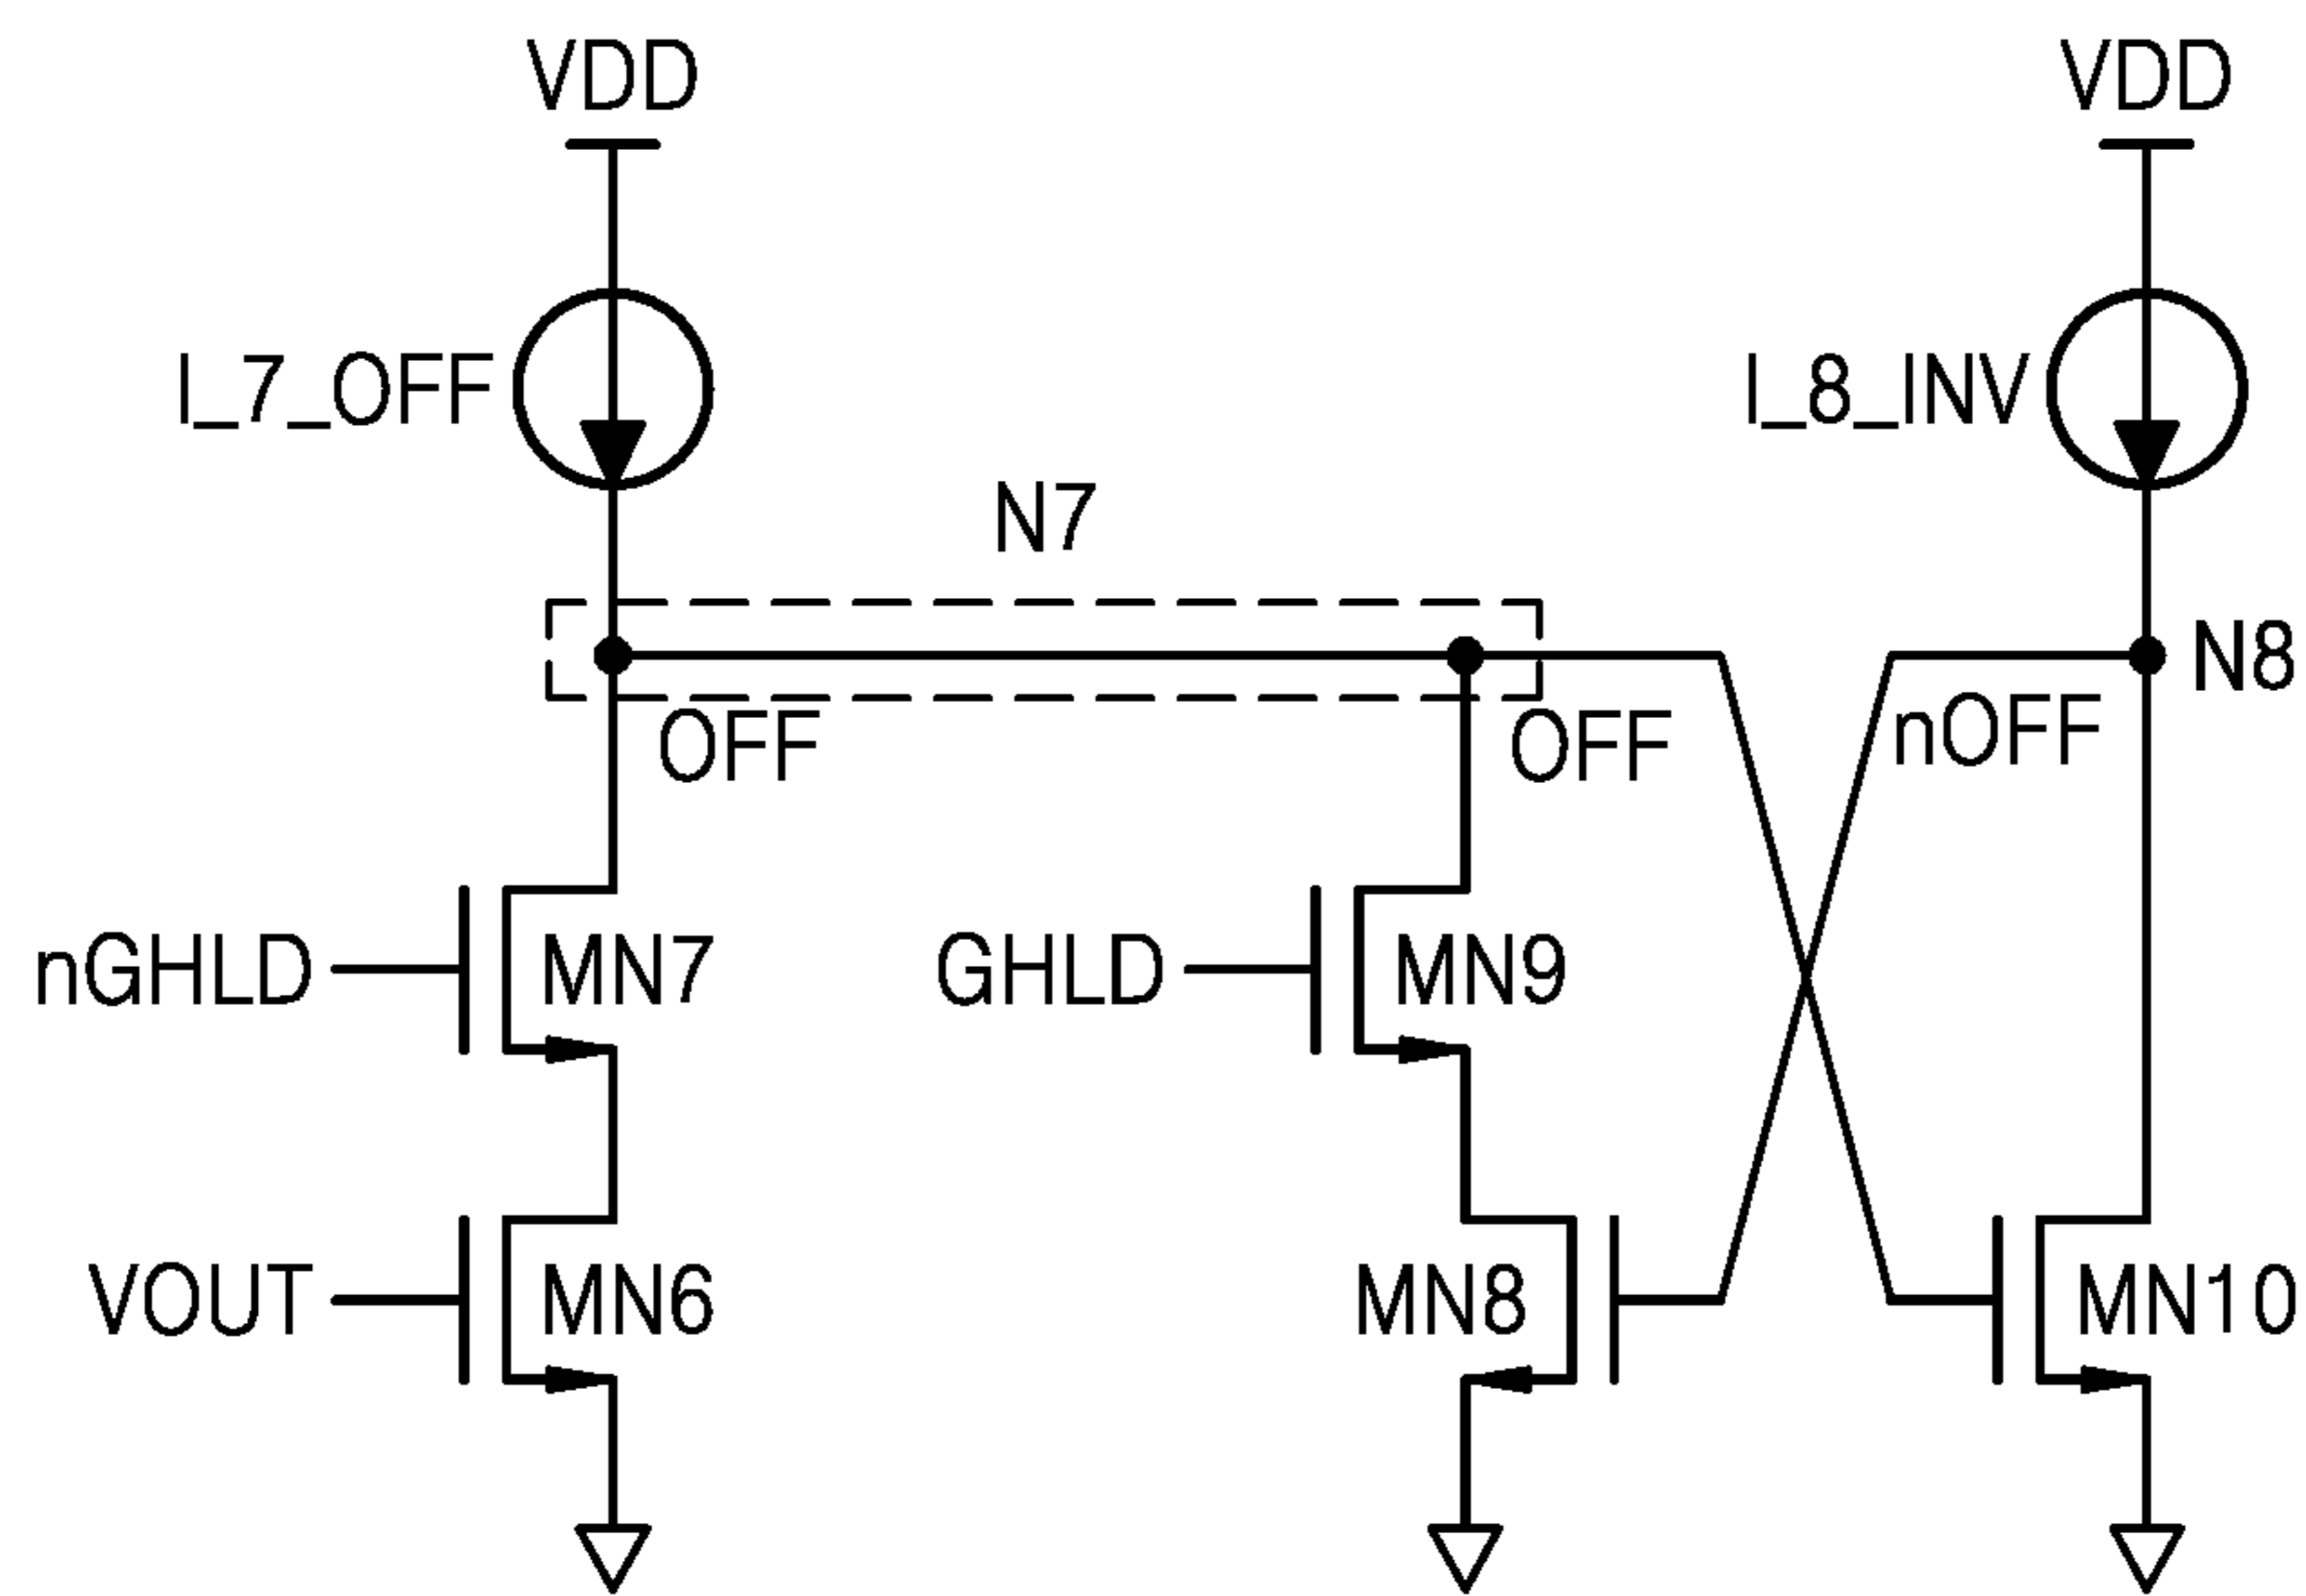 VDD VDD
I_7_OFF I_8_INV
N7
N8
OFF OFF nOFF
nGHLD MN7 GHLD MN9
VOUT MN6 MN8 MN10